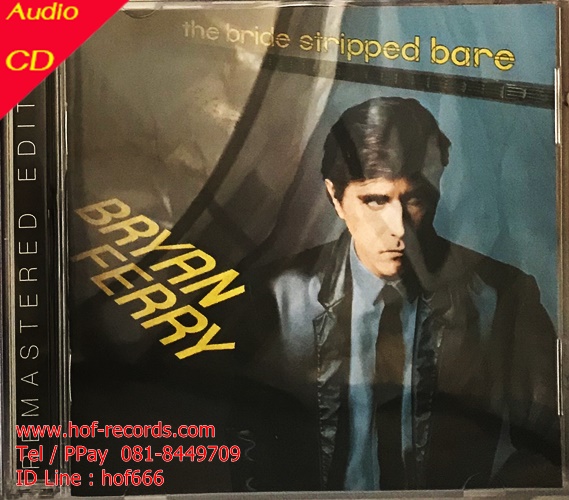 Audio
CD
the bride stripped bare
BRYAN
FERRY
REMASTERED EDIT
www.hof-records.com
Tel / PPay 081-8449709
ID Line : hof666